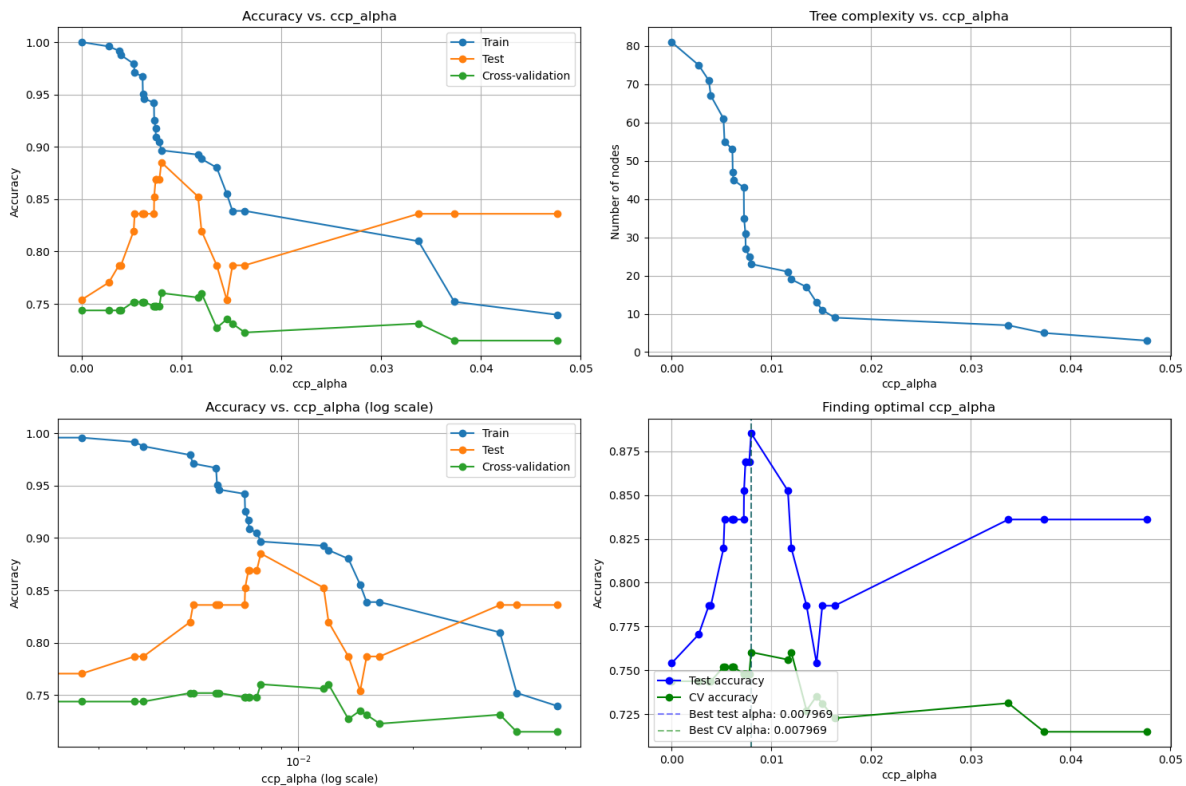 Accuracy vs. ccp_alpha
Accuracy
1.00
0.95
0.90
0.85
0.80
0.75
Train
Test
Cross-validation
0.00
0.01
0.02
0.03
0.04
0.05
ccp_alpha
Tree complexity vs. ccp_alpha
Number of nodes
80
70
60
50
40
30
20
10
0
0.00
0.01
0.02
0.03
0.04
0.05
ccp_alpha
Accuracy vs. ccp_alpha (log scale)
Accuracy
1.00
0.95
0.90
0.85
0.80
0.75
Train
Test
Cross-validation
10⁻²
ccp_alpha (log scale)
Finding optimal ccp_alpha
Accuracy
0.875
0.850
0.825
0.800
0.775
0.750
0.725
Test accuracy
CV accuracy
Best test alpha: 0.007969
Best CV alpha: 0.007969
0.00
0.01
0.02
0.03
0.04
0.05
ccp_alpha